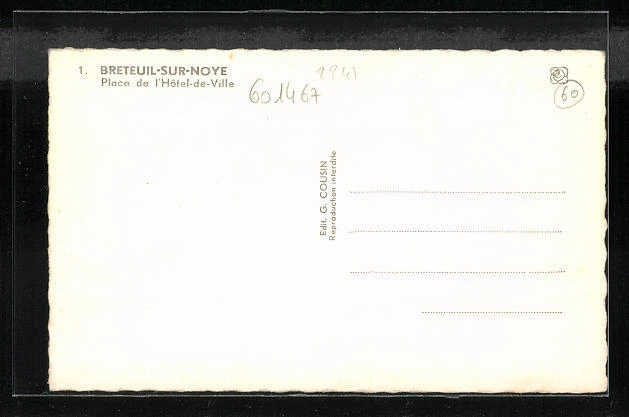 1. BRETEUIL-SUR-NOYE
Place de l'Hôtel-de-Ville
2241
601467
60
Edit. G. COUSIN
Reproduction interdite